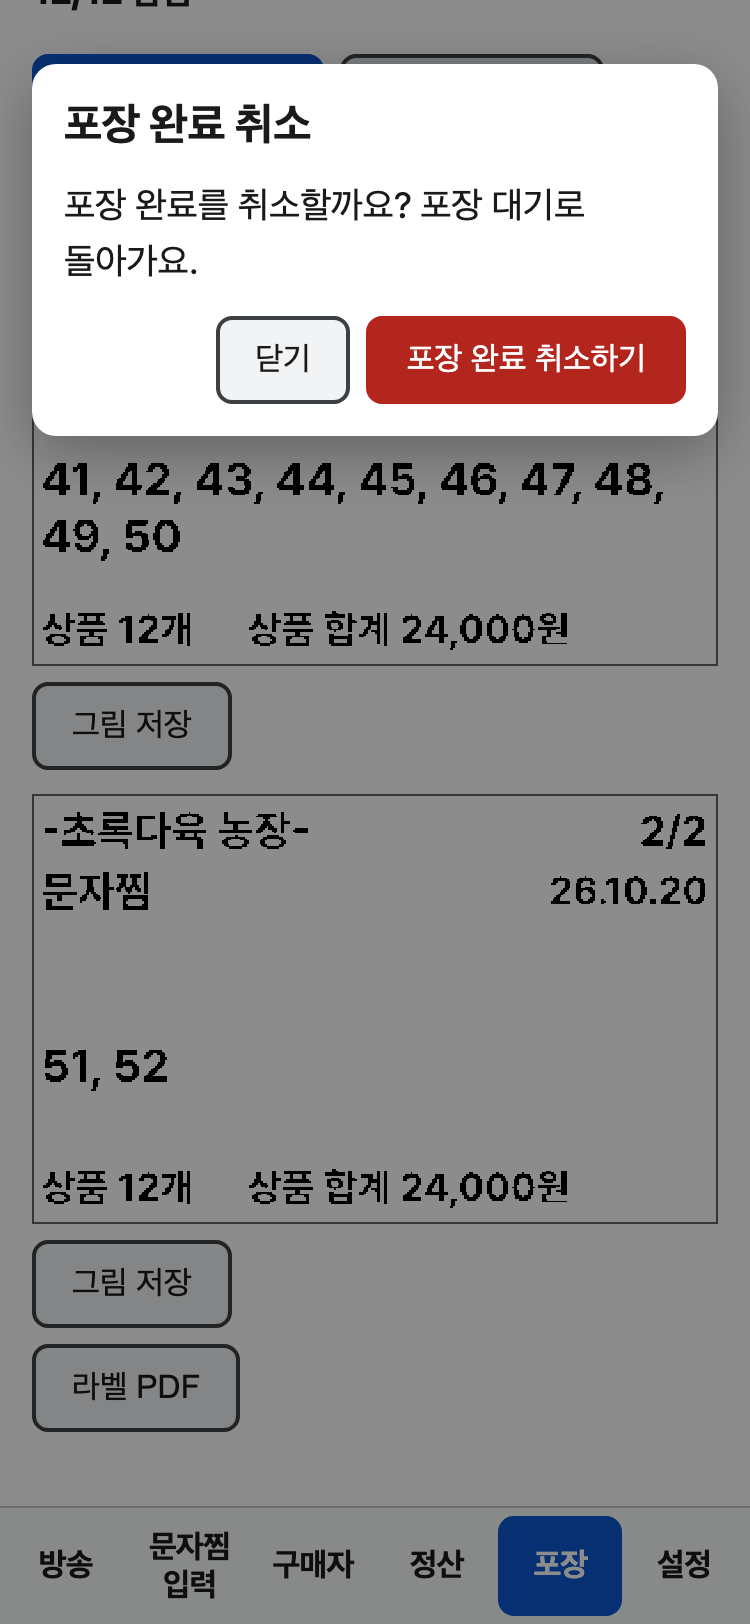 포장 완료 취소
포장 완료를 취소할까요? 포장 대기로
돌아가요.
닫기
포장 완료 취소하기
41, 42, 43, 44, 45, 46, 47, 48,
49, 50
상품 12개 상품 합계 24,000원
그림 저장
-초록다육 농장- 2/2
문자찜 26.10.20
51, 52
상품 12개 상품 합계 24,000원
그림 저장
라벨 PDF
방송
문자찜
입력
구매자
정산
포장
설정